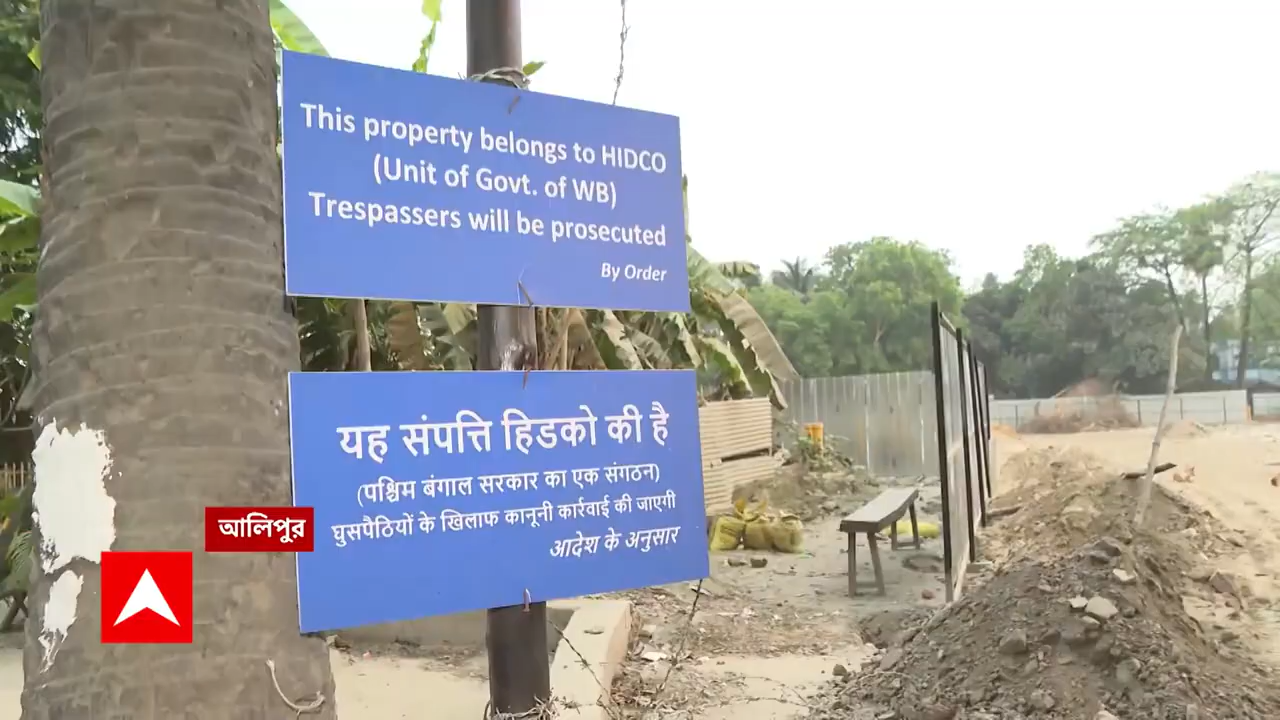 This property belongs to HIDCO
(Unit of Govt. of WB)
Trespassers will be prosecuted
By Order
यह संपत्ति हिडको की है
(पश्चिम बंगाल सरकार का एक संगठन)
घुसपैठियों के खिलाफ कानूनी कार्रवाई की जाएगी
आदेश के अनुसार
আলিপুর